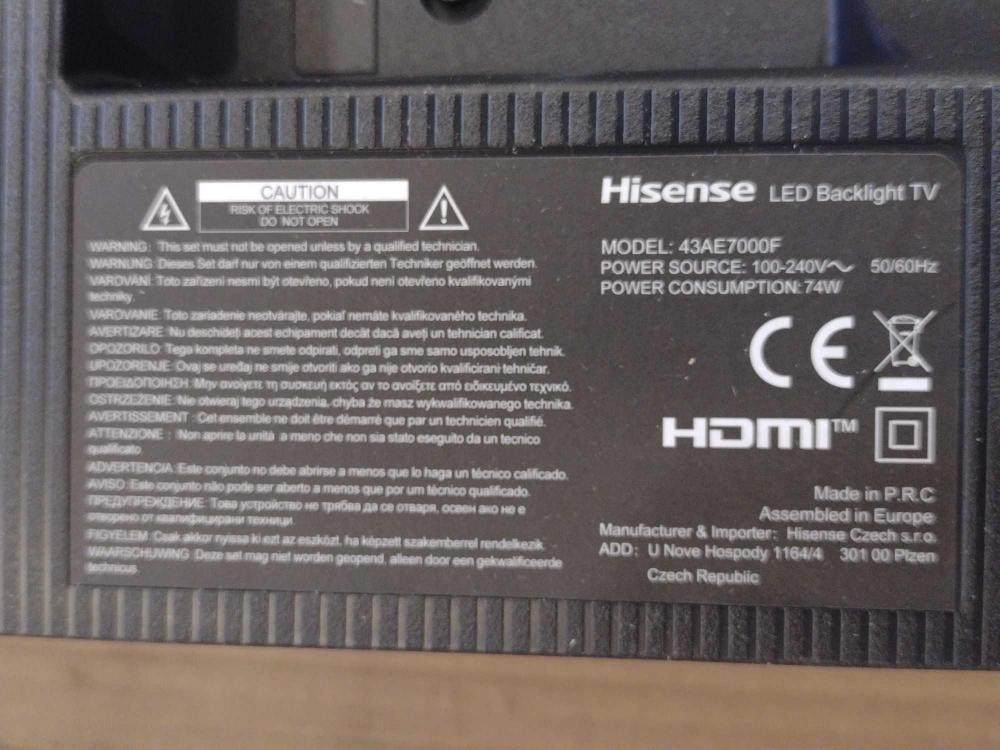 CAUTION
RISK OF ELECTRIC SHOCK
DO NOT OPEN
WARNING: This set must not be opened unless by a qualified technician.
WARNUNG: Dieses Set darf nur von einem qualifizierten Techniker geöffnet werden.
VAROVÁNÍ: Toto zařízení nesmí být otevřeno, pokud není otevřeno kvalifikovanými
techniky.
VAROVANIE: Toto zariadenie neotvárajte, pokiaľ nemáte kvalifikovaného technika.
AVERTIZARE: Nu deschideți acest echipament decât dacă aveți un tehnician calificat.
OPOZORILO: Tega kompleta ne smete odpirati, odpreti ga sme samo usposobljen tehnik.
UPOZORENJE: Ovaj se uređaj ne smije otvoriti ako ga nije otvorio kvalificirani tehničar.
ΠΡΟΕΙΔΟΠΟΙΗΣΗ: Μην ανοίγετε τη συσκευή εκτός αν το ανοίξετε από ειδικευμένο τεχνικό.
OSTRZEŻENIE: Nie otwieraj tego urządzenia, chyba że masz wykwalifikowanego technika.
AVERTISSEMENT : Cet ensemble ne doit être démarré que par un technicien qualifié.
ATTENZIONE : Non aprire la unità a meno che non sia stato eseguito da un tecnico
qualificato.
ADVERTENCIA: Este conjunto no debe abrirse a menos que lo haga un técnico calificado.
AVISO: Este conjunto não pode ser aberto a menos que por um técnico qualificado.
ПРЕДУПРЕЖДЕНИЕ: Това устройство не трябва да се отваря, освен ако не е
отворено от квалифицирани техници.
FIGYELEM: Csak akkor nyissa ki ezt az eszközt, ha képzett szakemberrel rendelkezik.
WAARSCHUWING: Deze set mag niet worden geopend, alleen door een gekwalificeerde
technicus.
Hisense LED Backlight TV
MODEL: 43AE7000F
POWER SOURCE: 100-240V~ 50/60Hz
POWER CONSUMPTION: 74W
CE
HDMI™
Made in P.R.C
Assembled in Europe
Manufacturer & Importer: Hisense Czech s.r.o.
ADD: U Nove Hospody 1164/4 301 00 Plzen
Czech Republic